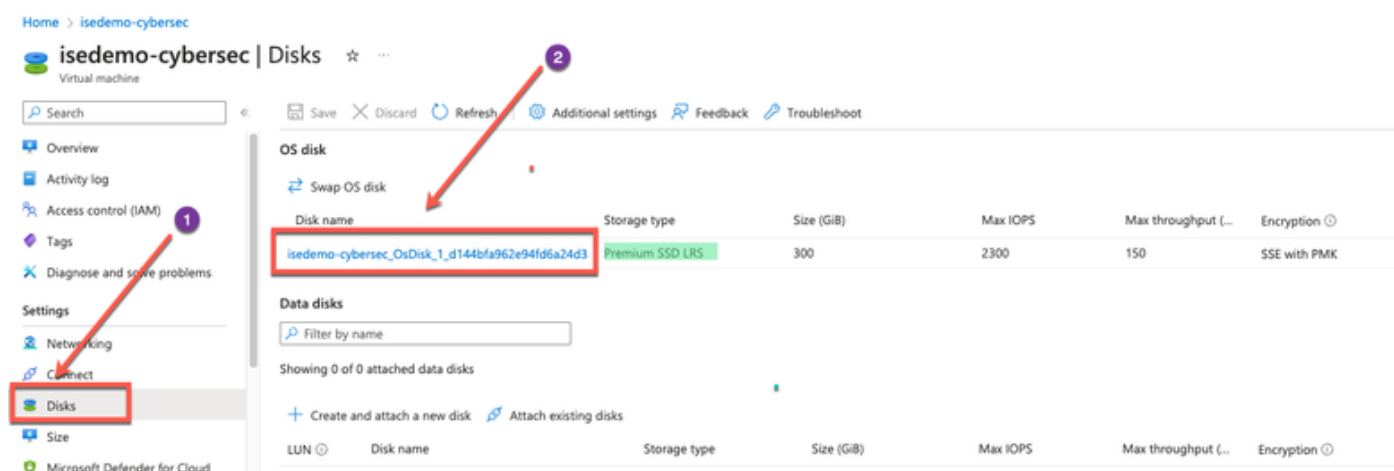 Home > isedemo-cybersec
isedemo-cybersec | Disks
Virtual machine
2
Search
Save Discard Refresh Additional settings Feedback Troubleshoot
Overview
Activity log
Access control (IAM)
Tags
Diagnose and solve problems
1
Settings
Networking
Connect
Disks
Size
Microsoft Defender for Cloud
OS disk
Swap OS disk
Disk name Storage type Size (GiB) Max IOPS Max throughput (... Encryption
isedemo-cybersec_OsDisk_1_d144bfa962e94fd6a24d3 Premium SSD LRS 300 2300 150 SSE with PMK
Data disks
Filter by name
Showing 0 of 0 attached data disks
Create and attach a new disk Attach existing disks
LUN Disk name Storage type Size (GiB) Max IOPS Max throughput (... Encryption